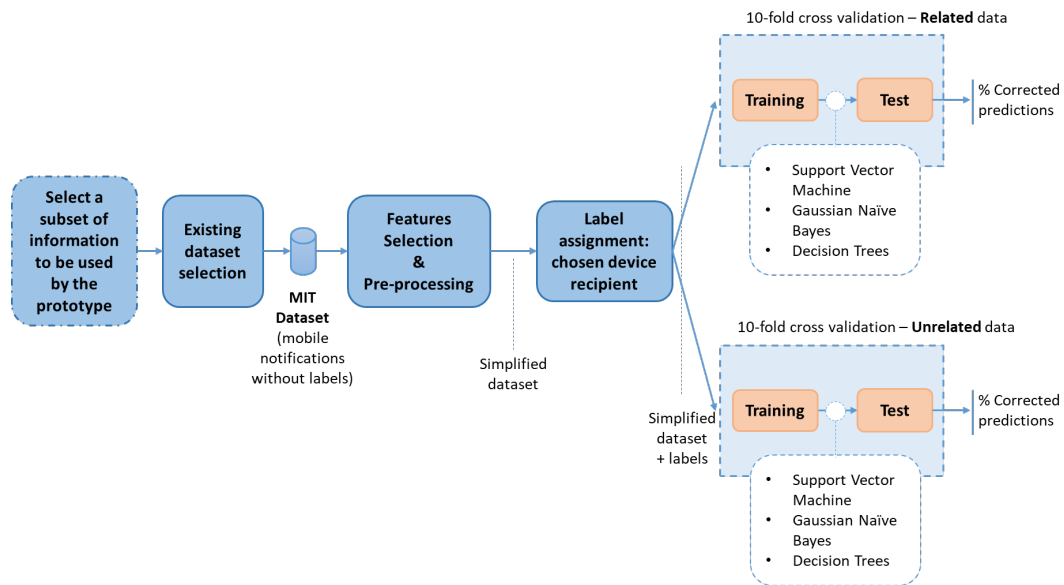 Select a
subset of
information
to be used
by the
prototype
Existing
dataset
selection
MIT
Dataset
(mobile
notifications
without labels)
Features
Selection
&
Pre-processing
Simplified
dataset
Label
assignment:
chosen device
recipient
Simplified
dataset
+ labels
10-fold cross validation – Related data
Training
Test
% Corrected
predictions
• Support Vector
Machine
• Gaussian Naïve
Bayes
• Decision Trees
10-fold cross validation – Unrelated data
Training
Test
% Corrected
predictions
• Support Vector
Machine
• Gaussian Naïve
Bayes
• Decision Trees